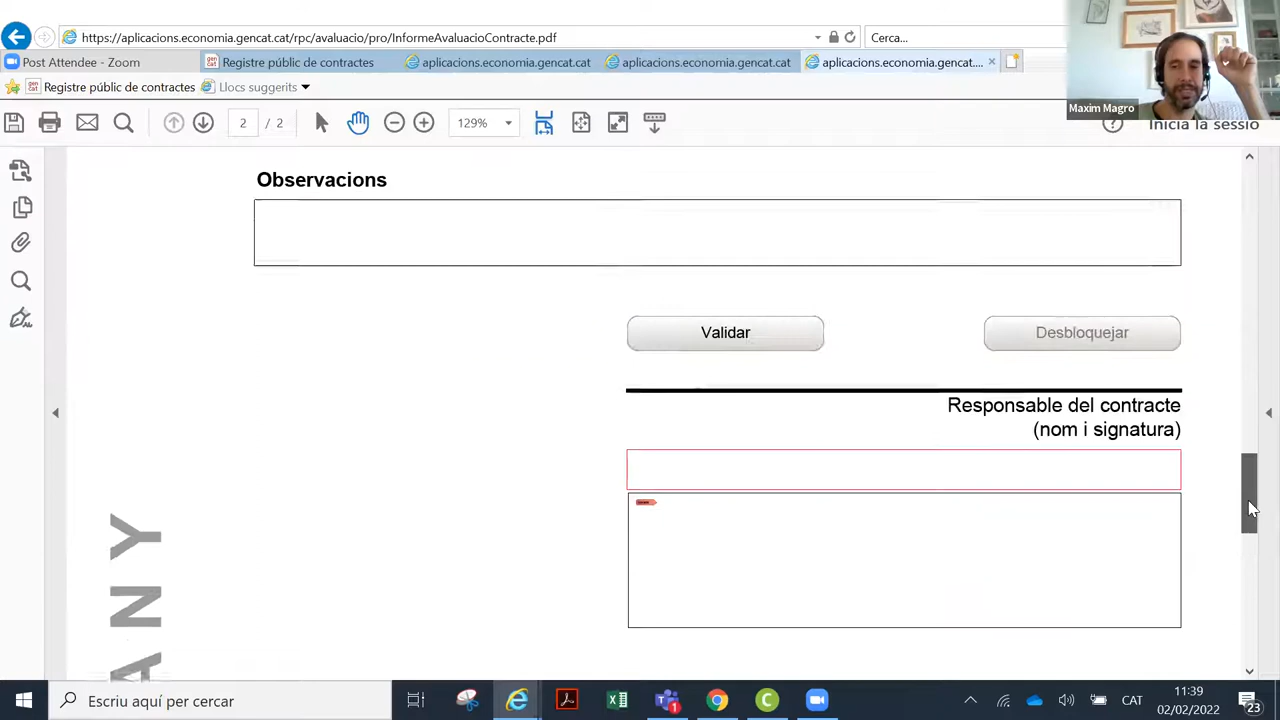 https://aplicacions.economia.gencat.cat/rpc/avaluacio/pro/InformeAvaluacioContracte.pdf
Cerca...
Post Attendee - Zoom
Registre públic de contractes
aplicacions.economia.gencat.cat
aplicacions.economia.gencat.cat
aplicacions.economia.gencat....
Registre públic de contractes
Llocs suggerits
Maxim Magro
2 / 2
129%
Inicia la sessió
Observacions
Validar
Desbloquejar
Responsable del contracte
(nom i signatura)
ANY
Escriu aquí per cercar
CAT
11:39
02/02/2022
23